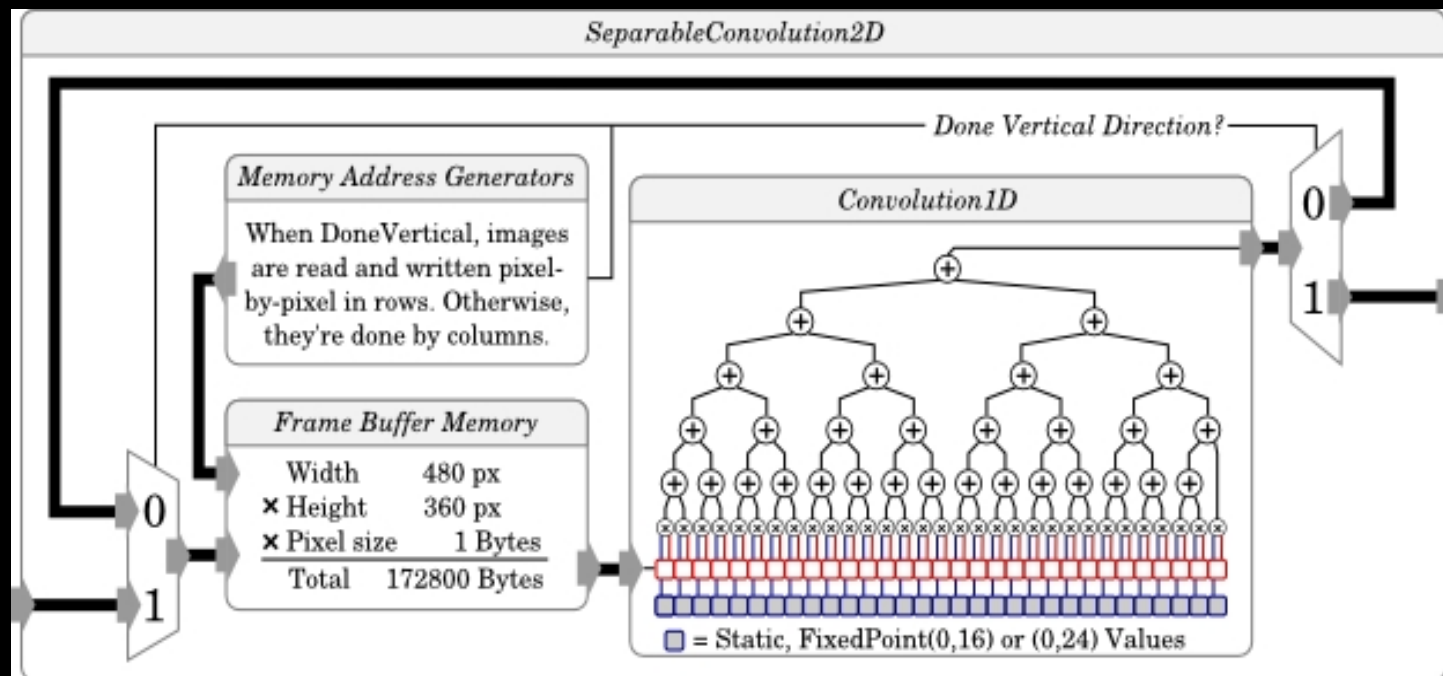 SeparableConvolution2D
Done Vertical Direction?
Memory Address Generators
When DoneVertical, images
are read and written pixel-
by-pixel in rows. Otherwise,
they're done by columns.
Convolution1D
0
1
Frame Buffer Memory
Width 480 px
× Height 360 px
× Pixel size 1 Bytes
Total 172800 Bytes
0
1
= Static, FixedPoint(0,16) or (0,24) Values